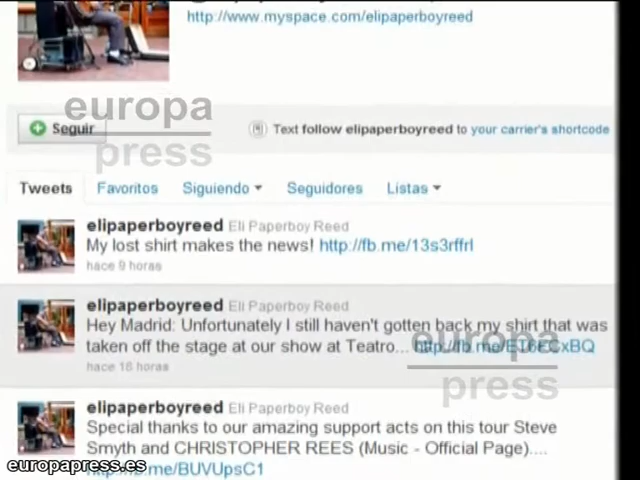 http://www.myspace.com/elipaperboyreed
europa
press
Seguir
Text follow elipaperboyreed to your carrier's shortcode
Tweets Favoritos Siguiendo Seguidores Listas
elipaperboyreed Eli Paperboy Reed
My lost shirt makes the news! http://fb.me/13s3rffrl
hace 9 horas
elipaperboyreed Eli Paperboy Reed
Hey Madrid: Unfortunately I still haven't gotten back my shirt that was
taken off the stage at our show at Teatro...
europa
press
hace 16 horas
elipaperboyreed Eli Paperboy Reed
Special thanks to our amazing support acts on this tour Steve
Smyth and CHRISTOPHER REES (Music - Official Page)....
europapress.es